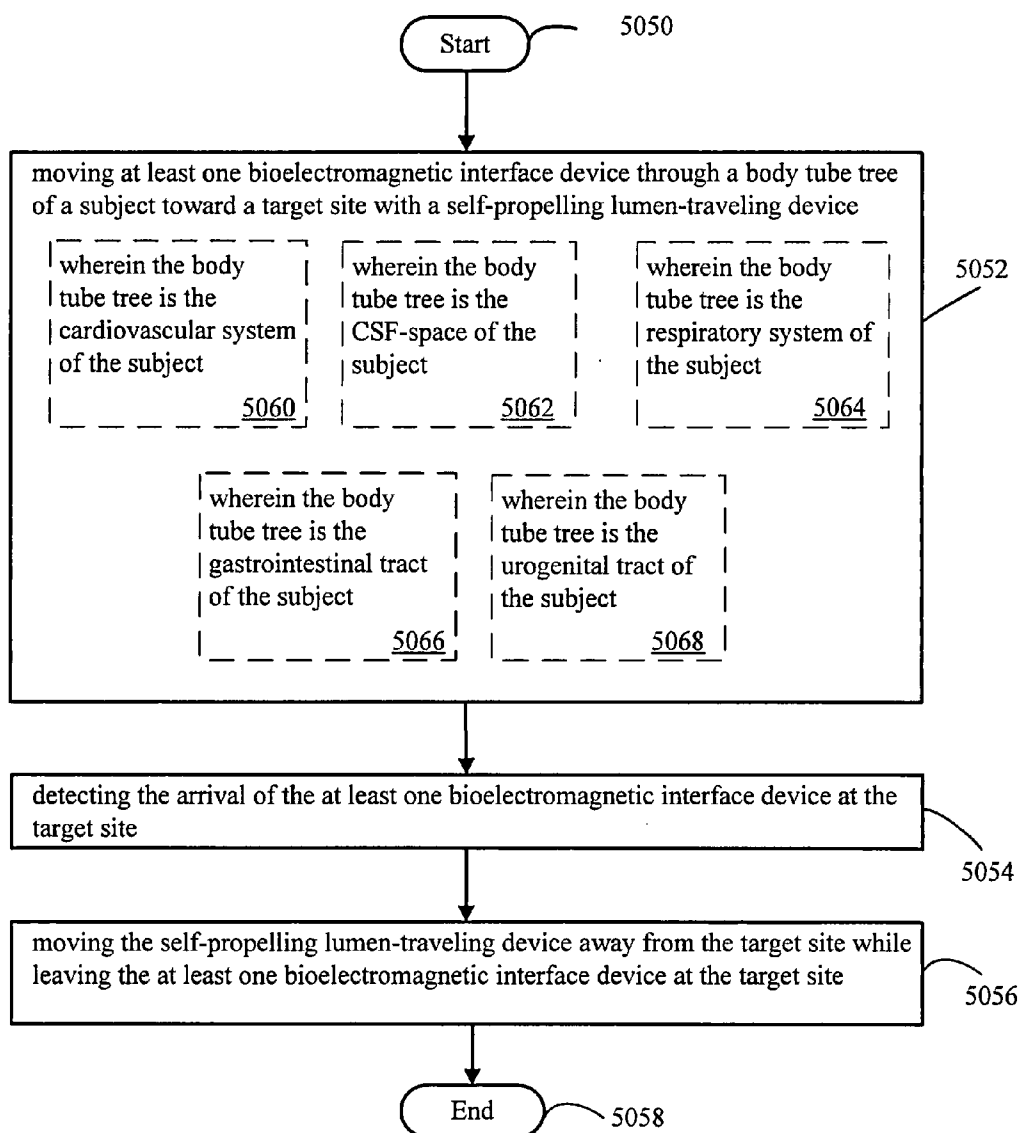 Start
5050
moving at least one bioelectromagnetic interface device through a body tube tree
of a subject toward a target site with a self-propelling lumen-traveling device
5052
wherein the body
tube tree is the
cardiovascular system
of the subject
5060
wherein the body
tube tree is the
CSF-space of the
subject
5062
wherein the body
tube tree is the
respiratory system of
the subject
5064
wherein the body
tube tree is the
gastrointestinal tract
of the subject
5066
wherein the body
tube tree is the
urogenital tract of
the subject
5068
detecting the arrival of the at least one bioelectromagnetic interface device at the
target site
5054
moving the self-propelling lumen-traveling device away from the target site while
leaving the at least one bioelectromagnetic interface device at the target site
5056
End
5058